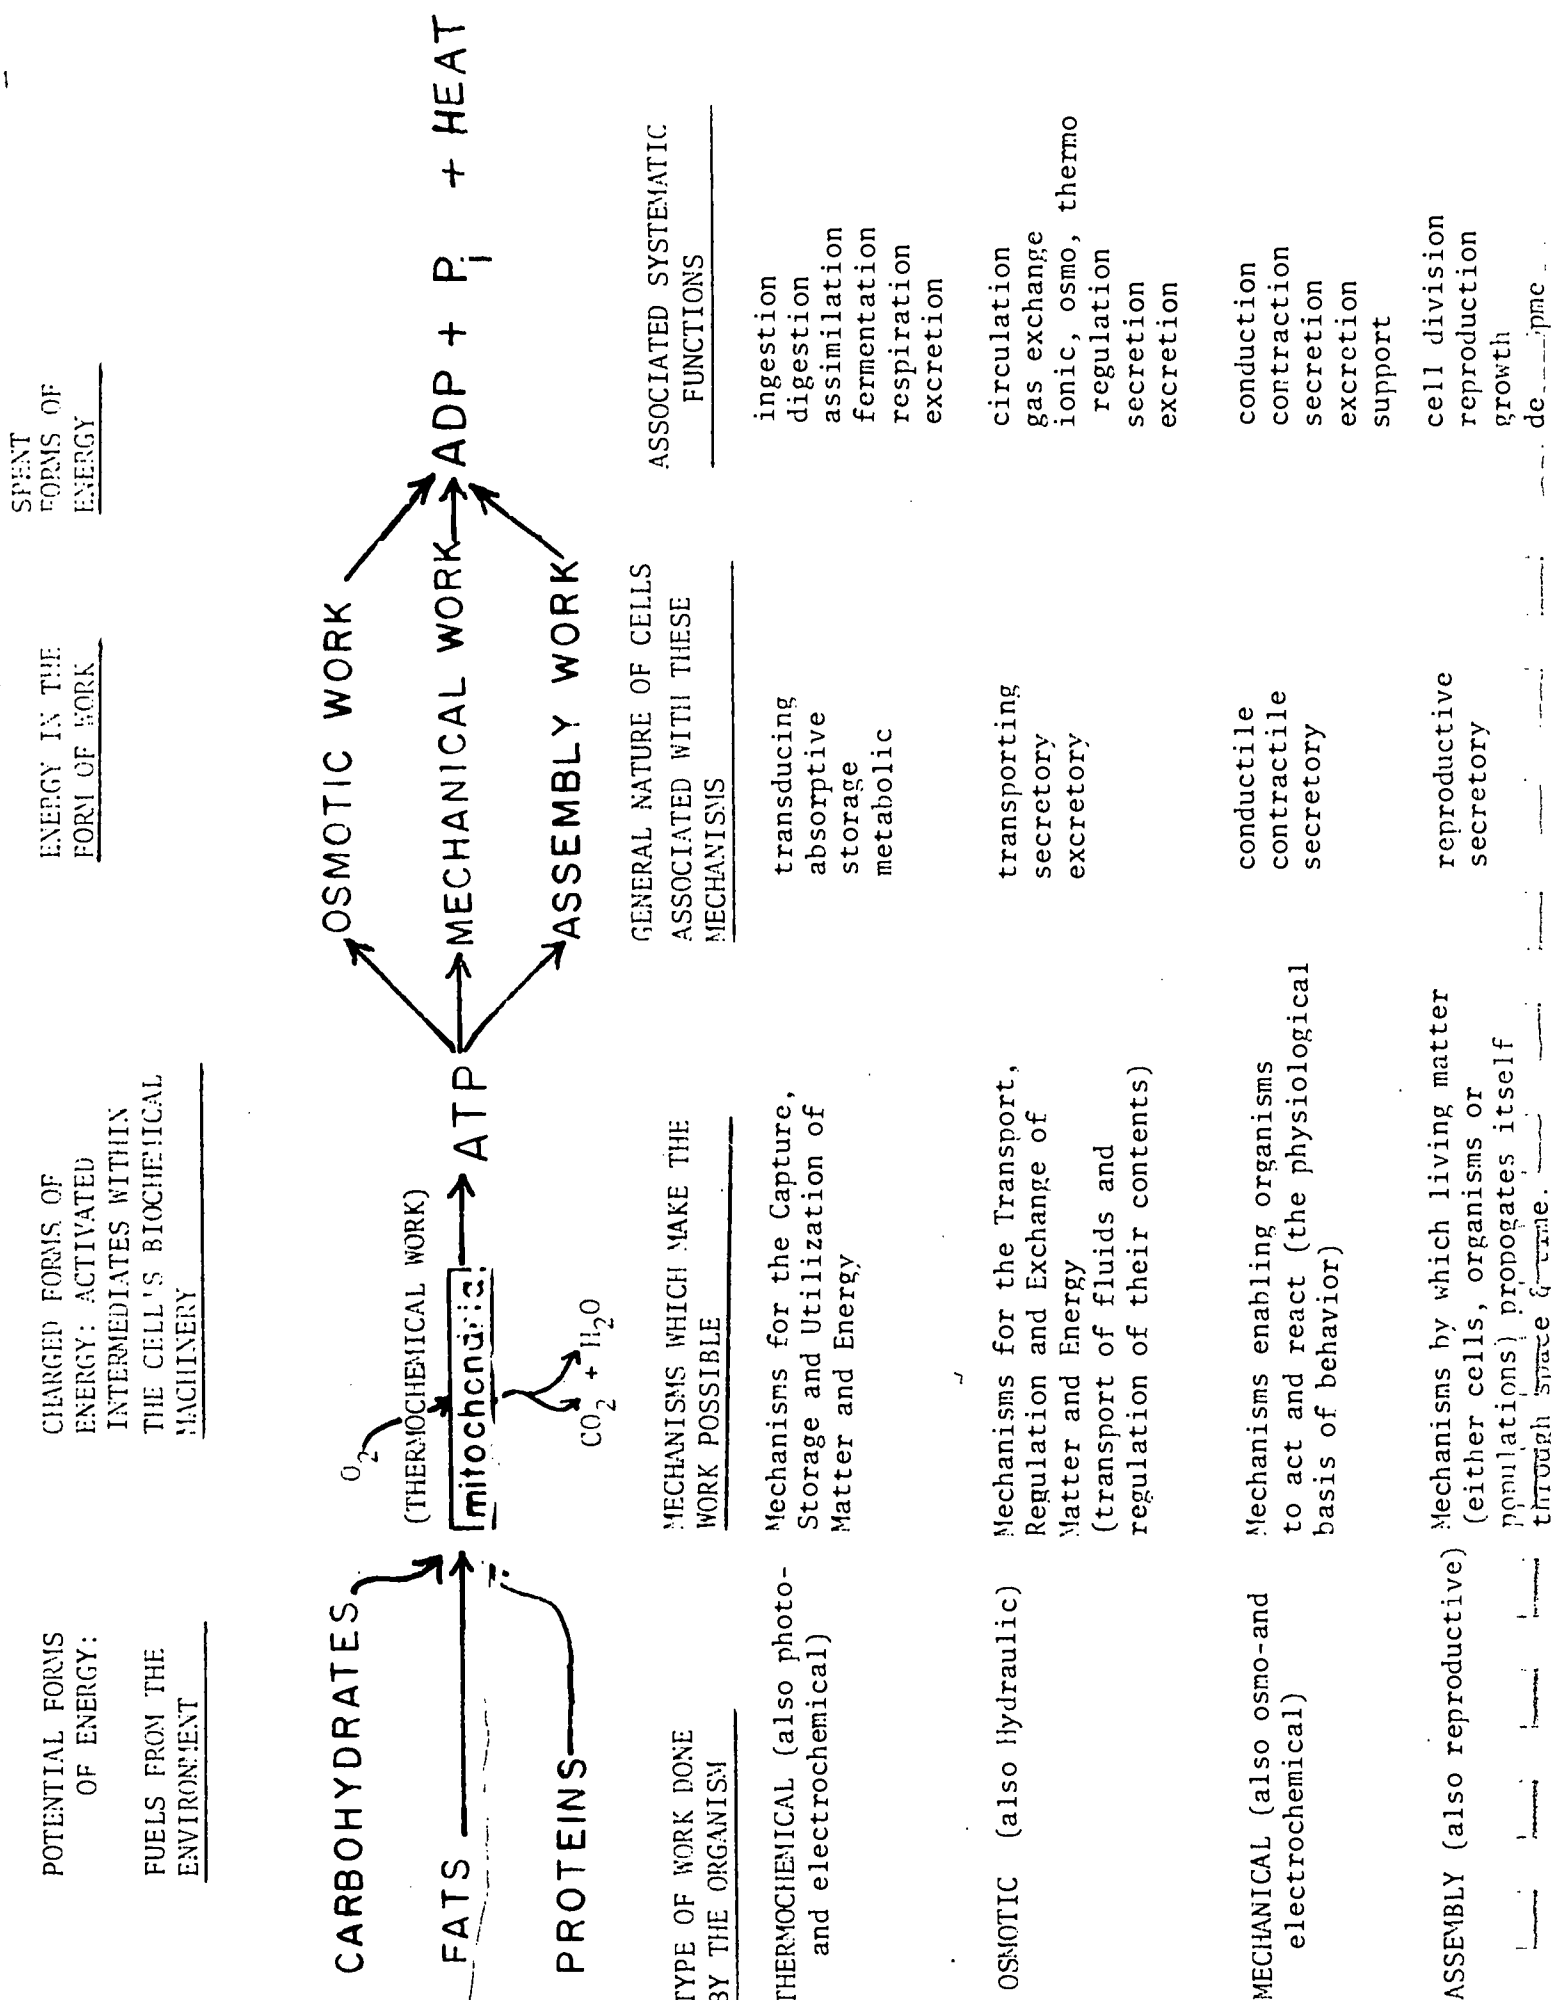 POTENTIAL FORMS
OF ENERGY:
FUELS FROM THE
ENVIRONMENT
CHARGED FORMS OF
ENERGY: ACTIVATED
INTERMEDIATES WITHIN
THE CELL'S BIOCHEMICAL
MACHINERY
ENERGY IN THE
FORM OF WORK
SPENT
FORMS OF
ENERGY
CARBOHYDRATES
FATS
PROTEINS
O2
(THERMOCHEMICAL WORK)
mitochondria
CO2 + H2O
ATP
OSMOTIC WORK
MECHANICAL WORK
ASSEMBLY WORK
ADP + Pi + HEAT
TYPE OF WORK DONE
BY THE ORGANISM
MECHANISMS WHICH MAKE THE
WORK POSSIBLE
GENERAL NATURE OF CELLS
ASSOCIATED WITH THESE
MECHANISMS
ASSOCIATED SYSTEMATIC
FUNCTIONS
THERMOCHEMICAL (also photo-
and electrochemical)
Mechanisms for the Capture,
Storage and Utilization of
Matter and Energy
transducing
absorptive
storage
metabolic
ingestion
digestion
assimilation
fermentation
respiration
excretion
OSMOTIC (also Hydraulic)
Mechanisms for the Transport,
Regulation and Exchange of
Matter and Energy
(transport of fluids and
regulation of their contents)
transporting
secretory
excretory
circulation
gas exchange
ionic, osmo, thermo
regulation
secretion
excretion
MECHANICAL (also osmo-and
electrochemical)
Mechanisms enabling organisms
to act and react (the physiological
basis of behavior)
conductile
contractile
secretory
conduction
contraction
secretion
excretion
support
ASSEMBLY (also reproductive)
Mechanisms by which living matter
(either cells, organisms or
populations) propogates itself
through space & time.
reproductive
secretory
cell division
reproduction
growth